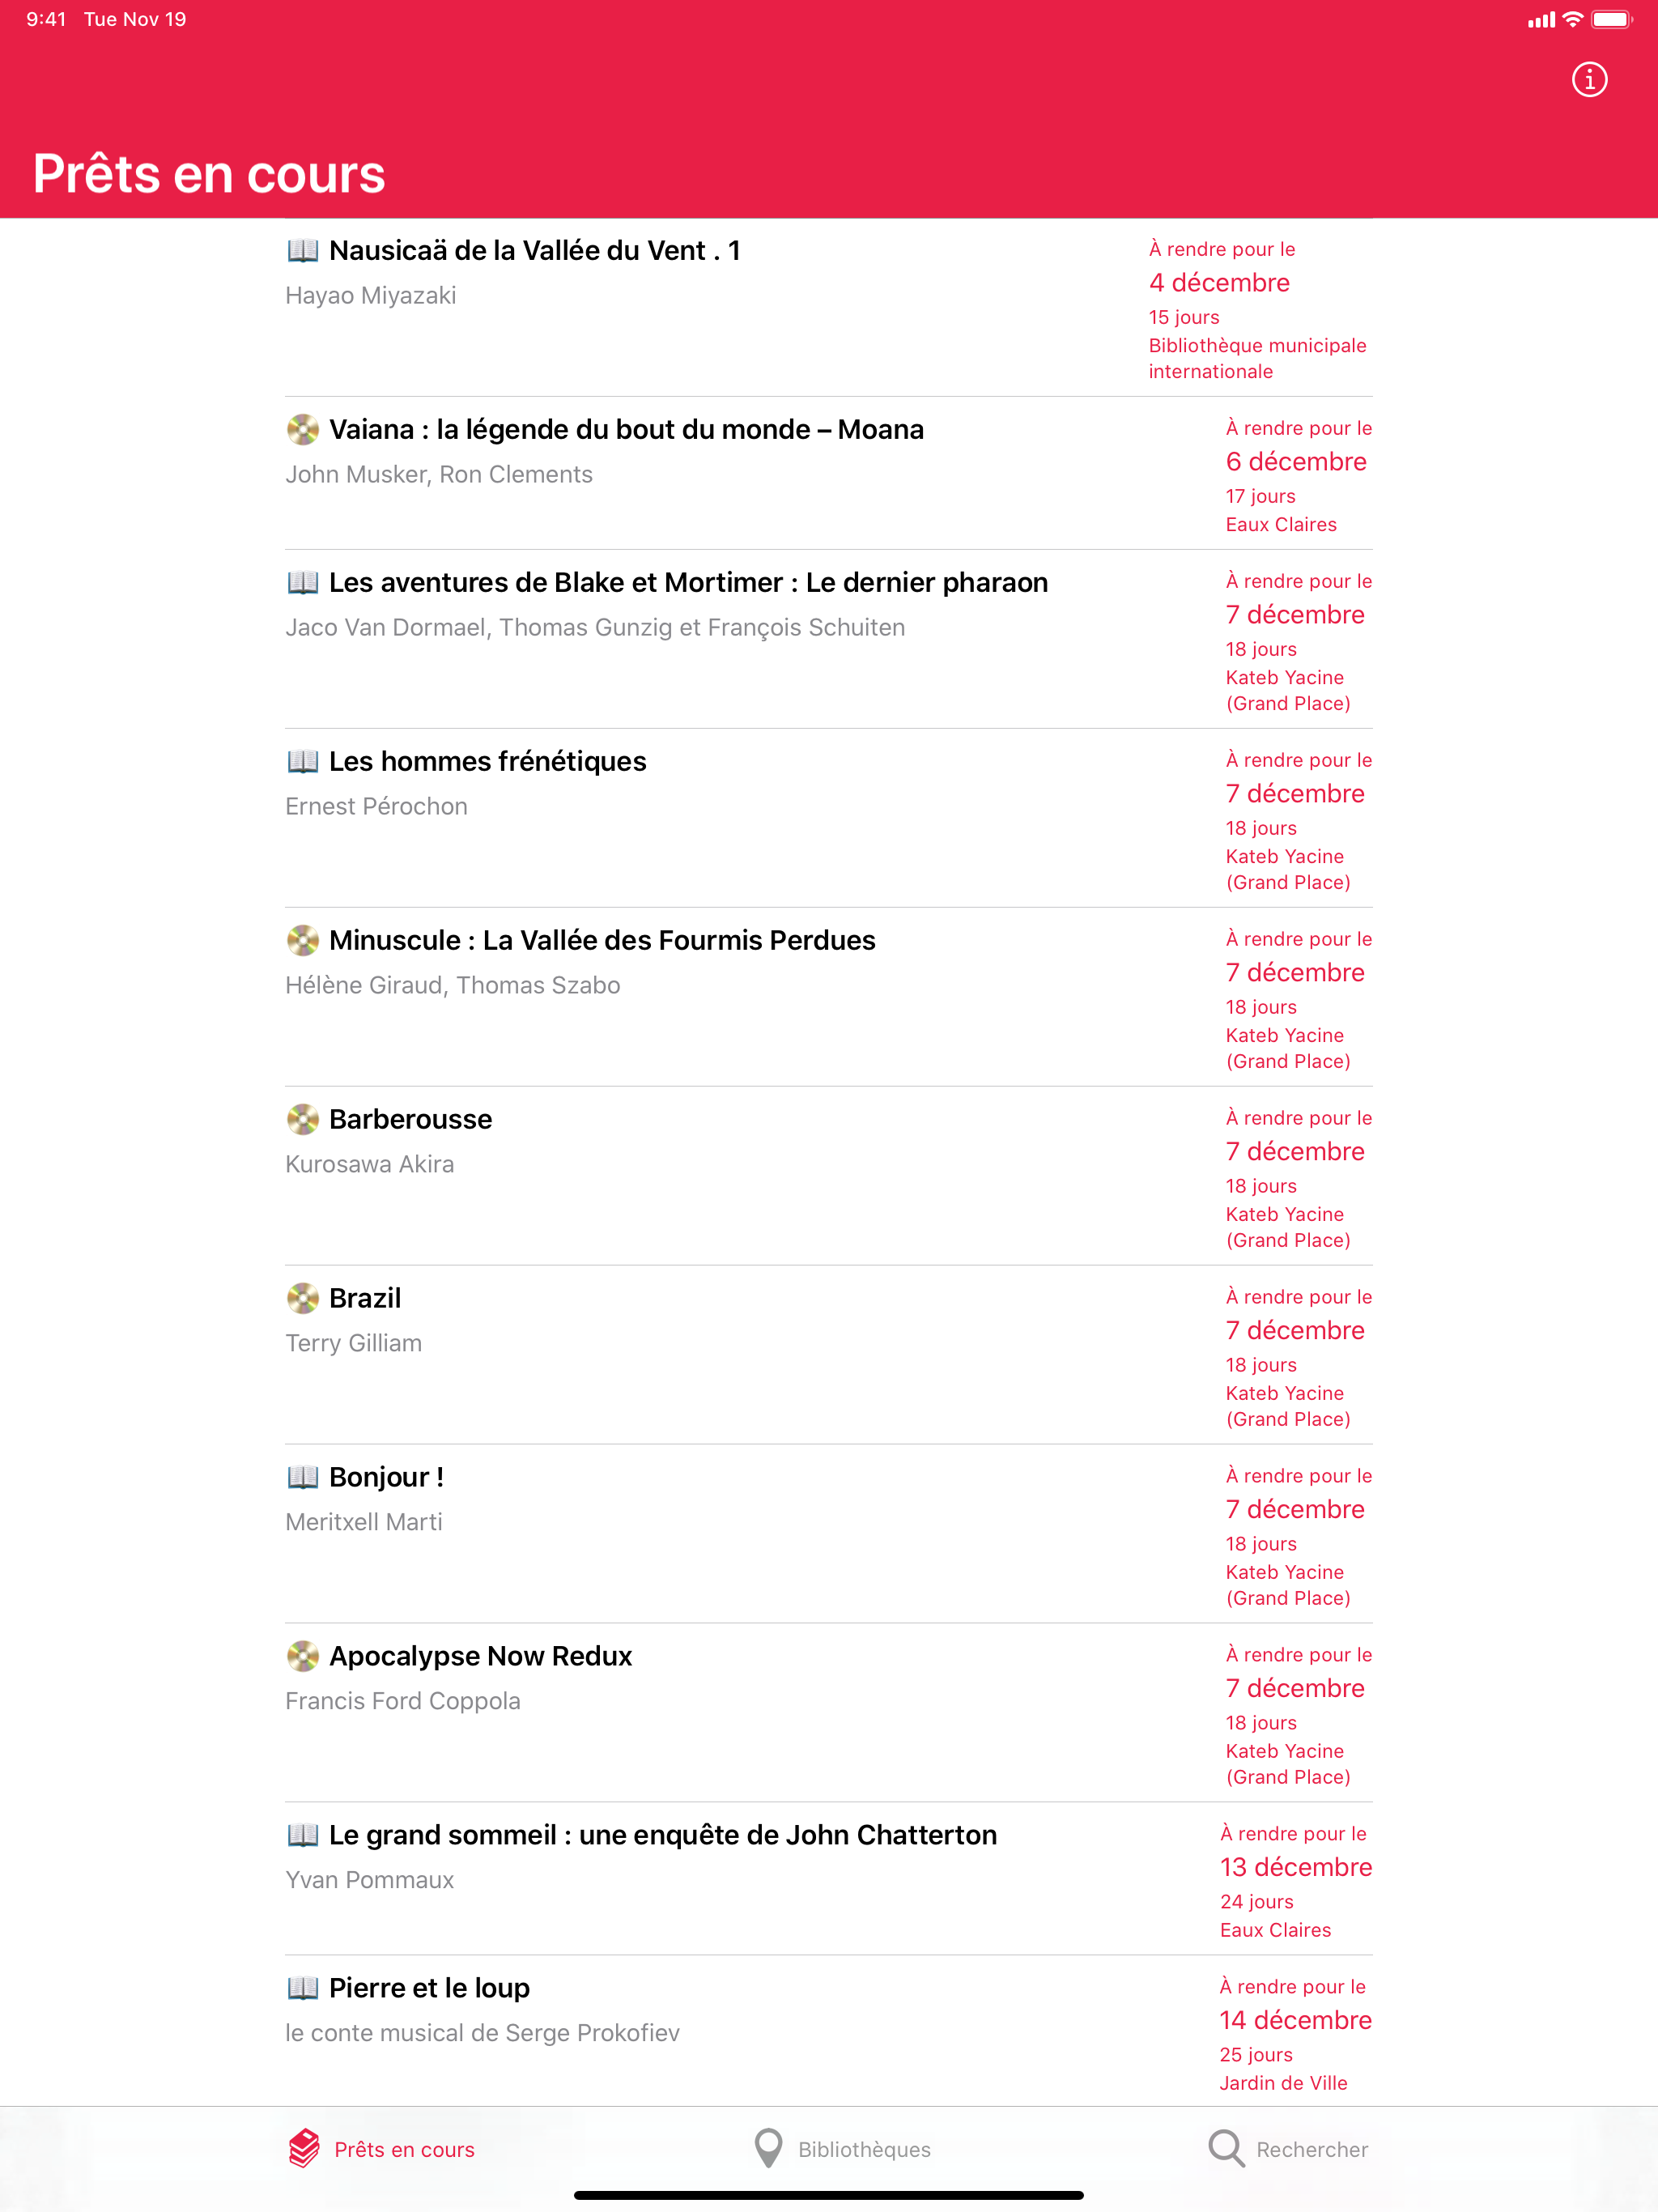 9:41 Tue Nov 19
Prêts en cours
Nausicaä de la Vallée du Vent . 1
Hayao Miyazaki
À rendre pour le
4 décembre
15 jours
Bibliothèque municipale
internationale
Vaiana : la légende du bout du monde – Moana
John Musker, Ron Clements
À rendre pour le
6 décembre
17 jours
Eaux Claires
Les aventures de Blake et Mortimer : Le dernier pharaon
Jaco Van Dormael, Thomas Gunzig et François Schuiten
À rendre pour le
7 décembre
18 jours
Kateb Yacine
(Grand Place)
Les hommes frénétiques
Ernest Pérochon
À rendre pour le
7 décembre
18 jours
Kateb Yacine
(Grand Place)
Minuscule : La Vallée des Fourmis Perdues
Hélène Giraud, Thomas Szabo
À rendre pour le
7 décembre
18 jours
Kateb Yacine
(Grand Place)
Barberousse
Kurosawa Akira
À rendre pour le
7 décembre
18 jours
Kateb Yacine
(Grand Place)
Brazil
Terry Gilliam
À rendre pour le
7 décembre
18 jours
Kateb Yacine
(Grand Place)
Bonjour !
Meritxell Marti
À rendre pour le
7 décembre
18 jours
Kateb Yacine
(Grand Place)
Apocalypse Now Redux
Francis Ford Coppola
À rendre pour le
7 décembre
18 jours
Kateb Yacine
(Grand Place)
Le grand sommeil : une enquête de John Chatterton
Yvan Pommaux
À rendre pour le
13 décembre
24 jours
Eaux Claires
Pierre et le loup
le conte musical de Serge Prokofiev
À rendre pour le
14 décembre
25 jours
Jardin de Ville
Prêts en cours
Bibliothèques
Rechercher